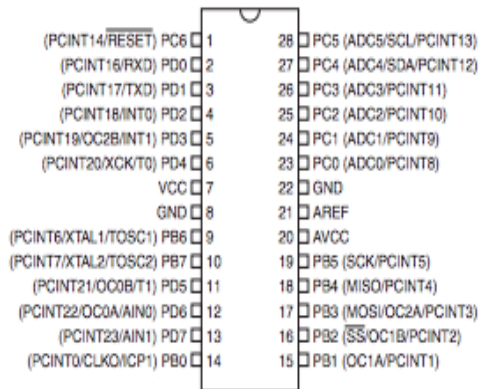 (PCINT14/RESET) PC6 1 28 PC5 (ADC5/SCL/PCINT13)
(PCINT16/RXD) PD0 2 27 PC4 (ADC4/SDA/PCINT12)
(PCINT17/TXD) PD1 3 26 PC3 (ADC3/PCINT11)
(PCINT18/INT0) PD2 4 25 PC2 (ADC2/PCINT10)
(PCINT19/OC2B/INT1) PD3 5 24 PC1 (ADC1/PCINT9)
(PCINT20/XCK/T0) PD4 6 23 PC0 (ADC0/PCINT8)
VCC 7 22 GND
GND 8 21 AREF
(PCINT6/XTAL1/TOSC1) PB6 9 20 AVCC
(PCINT7/XTAL2/TOSC2) PB7 10 19 PB5 (SCK/PCINT5)
(PCINT21/OC0B/T1) PD5 11 18 PB4 (MISO/PCINT4)
(PCINT22/OC0A/AIN0) PD6 12 17 PB3 (MOSI/OC2A/PCINT3)
(PCINT23/AIN1) PD7 13 16 PB2 (SS/OC1B/PCINT2)
(PCINT0/CLKO/ICP1) PB0 14 15 PB1 (OC1A/PCINT1)